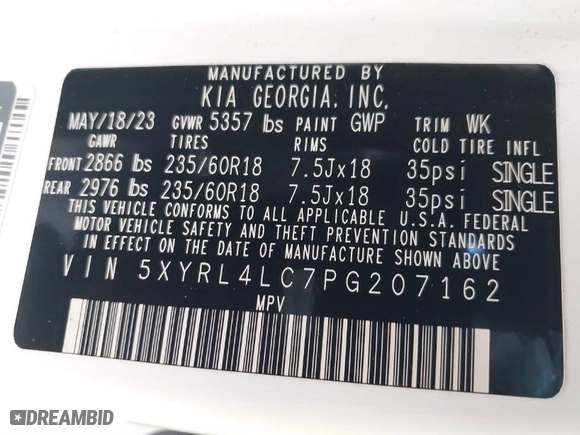 MANUFACTURED BY
KIA GEORGIA, INC.
MAY/18/23 GVWR 5357 lbs PAINT GWP TRIM WK
GAWR TIRES RIMS COLD TIRE INFL
FRONT 2866 lbs 235/60R18 7.5Jx18 35psi SINGLE
REAR 2976 lbs 235/60R18 7.5Jx18 35psi SINGLE
THIS VEHICLE CONFORMS TO ALL APPLICABLE U.S.A. FEDERAL
MOTOR VEHICLE SAFETY AND THEFT PREVENTION STANDARDS
IN EFFECT ON THE DATE OF MANUFACTURE SHOWN ABOVE
VIN 5XYRL4LC7PG207162
MPV
DREAMBID